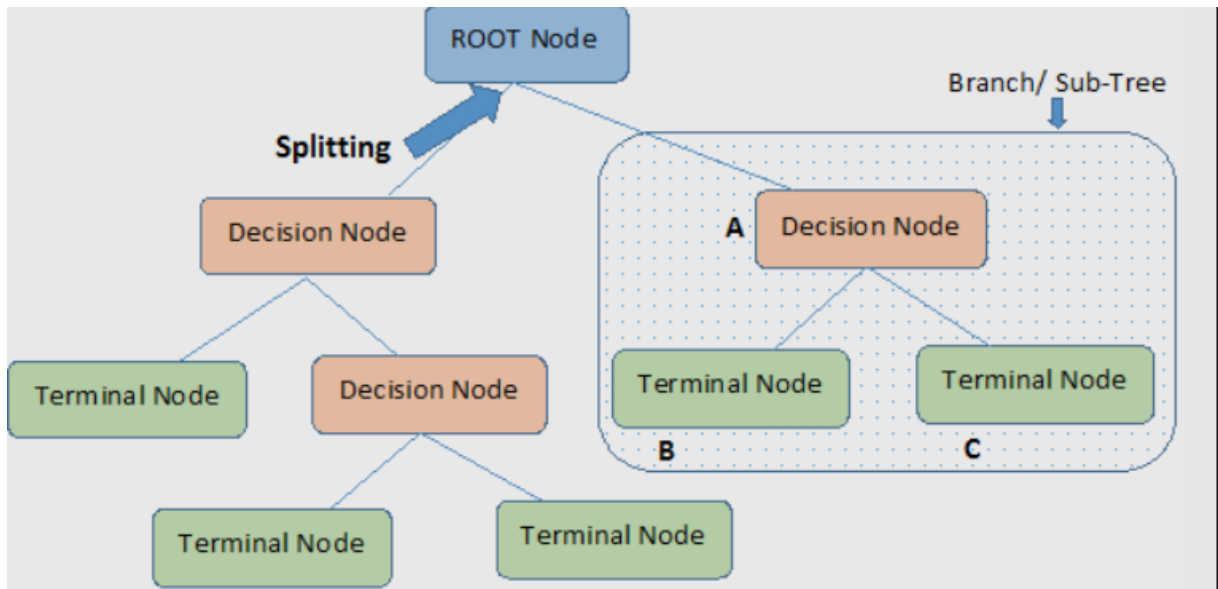 ROOT Node
Branch/ Sub-Tree
Splitting
Decision Node
A
Decision Node
Terminal Node
Decision Node
Terminal Node
Terminal Node
B
C
Terminal Node
Terminal Node